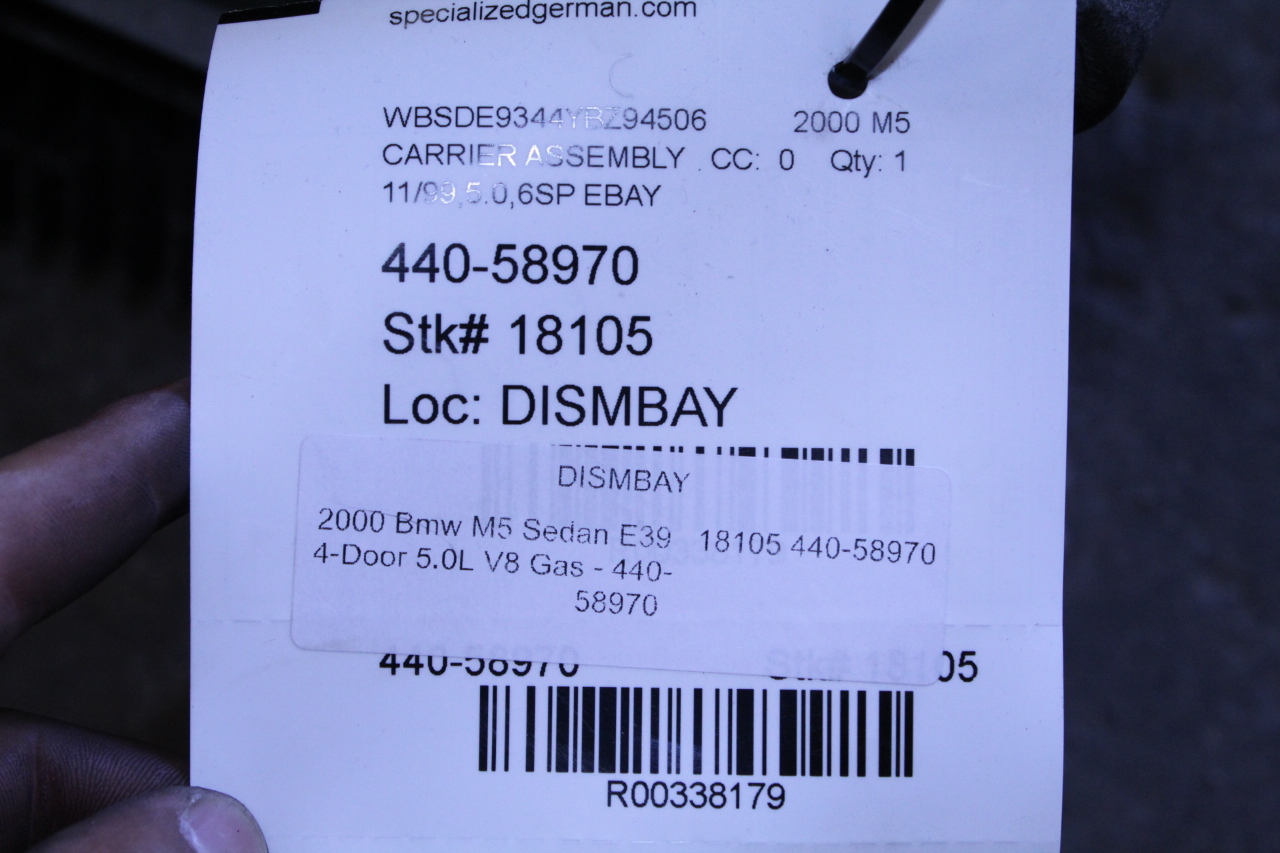 specializedgerman.com
WBSDE9344YBZ94506 2000 M5
CARRIER ASSEMBLY CC: 0 Qty: 1
11/99,5.0,6SP EBAY
440-58970
Stk# 18105
Loc: DISMBAY
DISMBAY
2000 Bmw M5 Sedan E39 18105 440-58970
4-Door 5.0L V8 Gas - 440-
58970
440-58970 Stk# 18105
R00338179